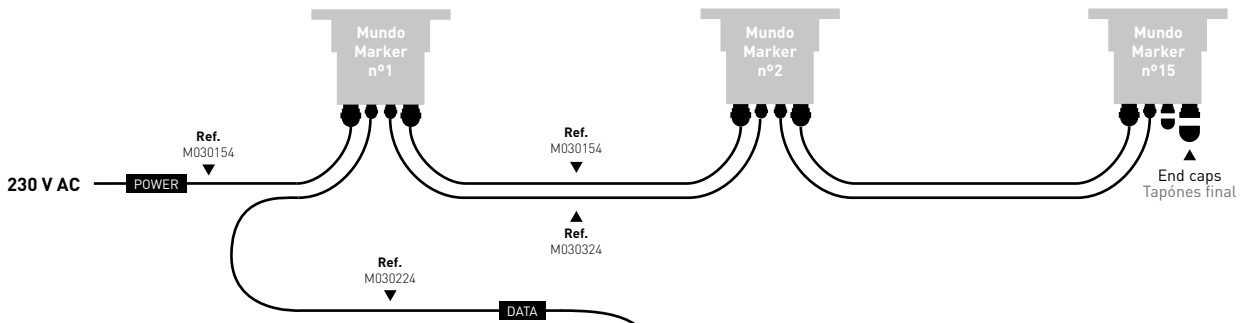 Mundo
Marker
nº1
Mundo
Marker
nº2
Mundo
Marker
nº15
Ref.
M030154
Ref.
M030154
230 V AC
POWER
End caps
Tapónes final
Ref.
M030324
Ref.
M030224
DATA